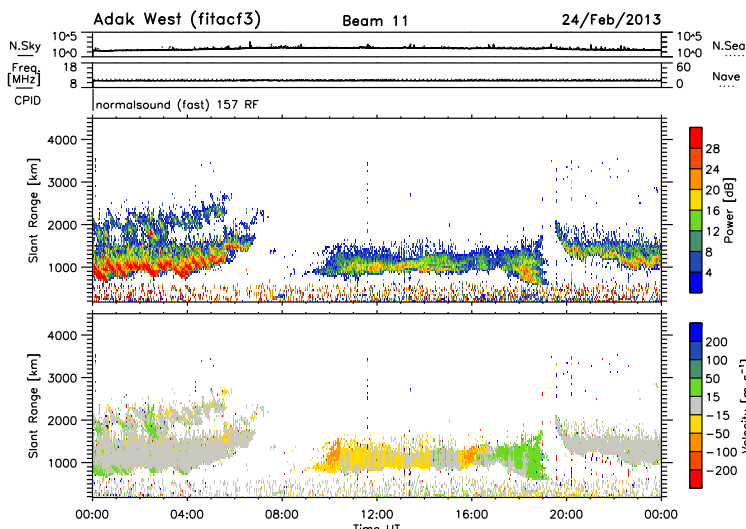 Adak West (fitacf3) Beam 11 24/Feb/2013
N.Sky 10^5 10^0 10^5 10^0 N.Sea
Freq. [MHz] 18 8 60 0 Nave
CPID normalsound (fast) 157 RF
Slant Range [km] 4000 3000 2000 1000
28 24 20 16 12 8 4 Power [dB]
Slant Range [km] 4000 3000 2000 1000
200 100 50 15 -15 -50 -100 -200 Velocity [m s^-1]
00:00 04:00 08:00 12:00 16:00 20:00 00:00
Time UT